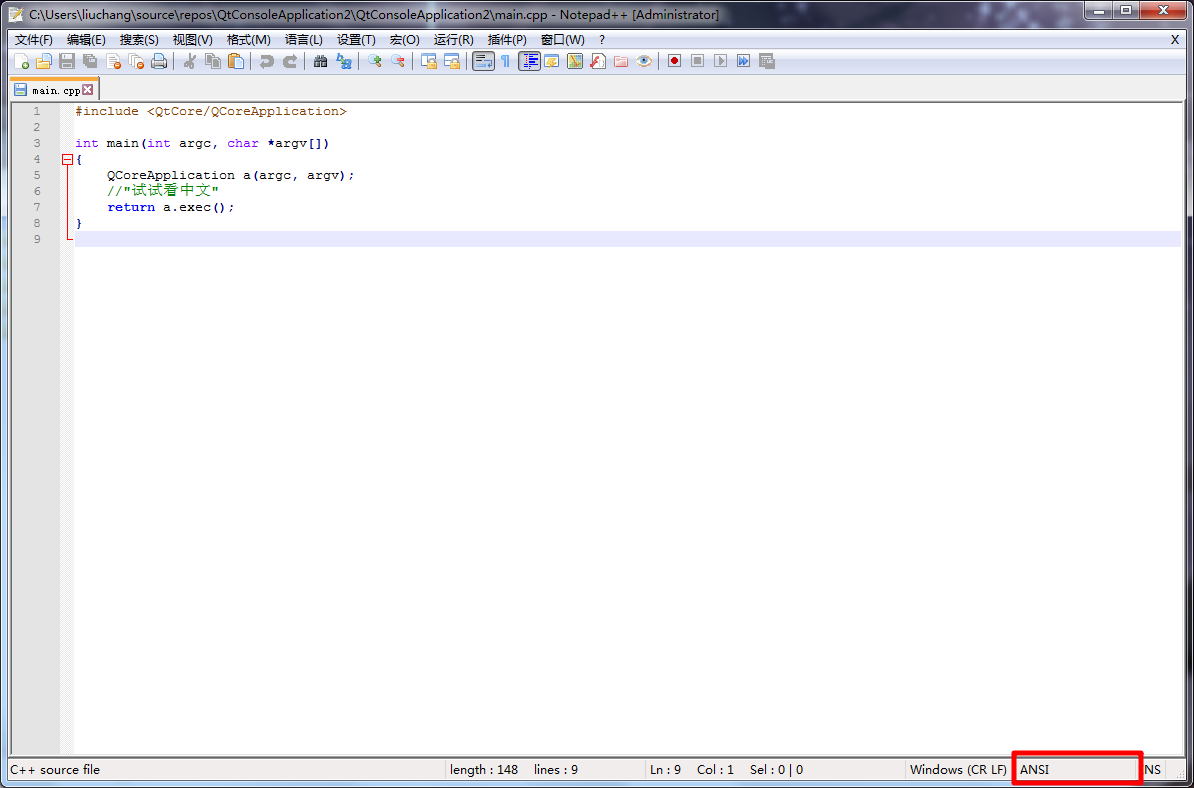 C:\Users\liuchang\source\repos\QtConsoleApplication2\QtConsoleApplication2\main.cpp - Notepad++ [Administrator]
文件(F) 编辑(E) 搜索(S) 视图(V) 格式(M) 语言(L) 设置(T) 宏(O) 运行(R) 插件(P) 窗口(W) ? X
main.cpp
1 #include <QtCore/QCoreApplication>
2
3 int main(int argc, char *argv[])
4 {
5 QCoreApplication a(argc, argv);
6 //"试试看中文"
7 return a.exec();
8 }
9
C++ source file length : 148 lines : 9 Ln : 9 Col : 1 Sel : 0 | 0 Windows (CR LF) ANSI NS